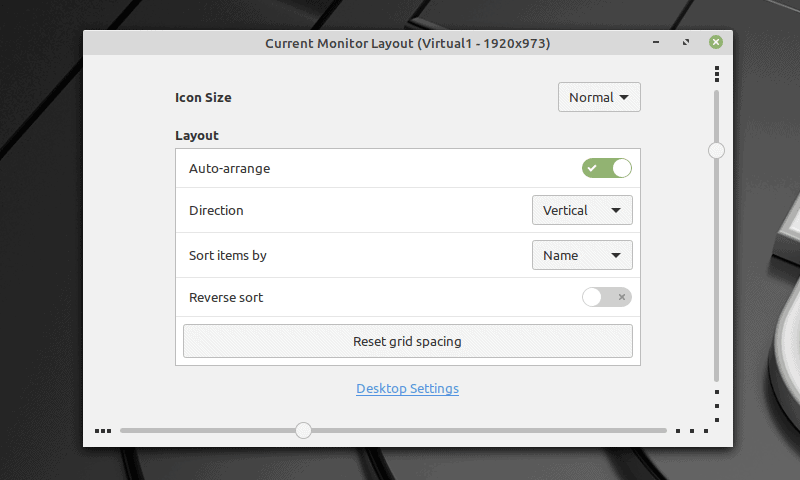 Current Monitor Layout (Virtual1 - 1920x973)
Icon Size
Normal
Layout
Auto-arrange
Direction
Vertical
Sort items by
Name
Reverse sort
Reset grid spacing
Desktop Settings